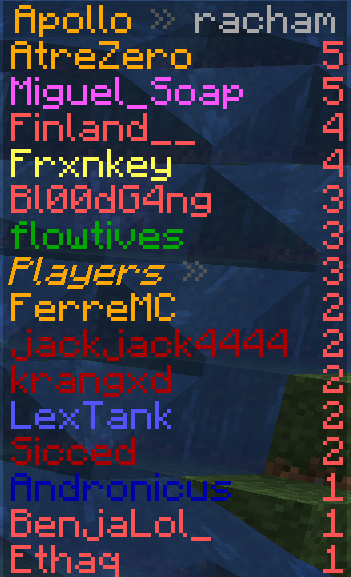 Apollo » racham
AtreZero 5
Miguel_Soap 5
Finland__ 4
Frxnkey 4
Bl00dG4ng 3
flowtives 3
Players » 3
FerreMC 2
jackjack4444 2
krangxd 2
LexTank 2
Sicced 2
Andronicus 1
BenjaLol_ 1
Ethaq 1